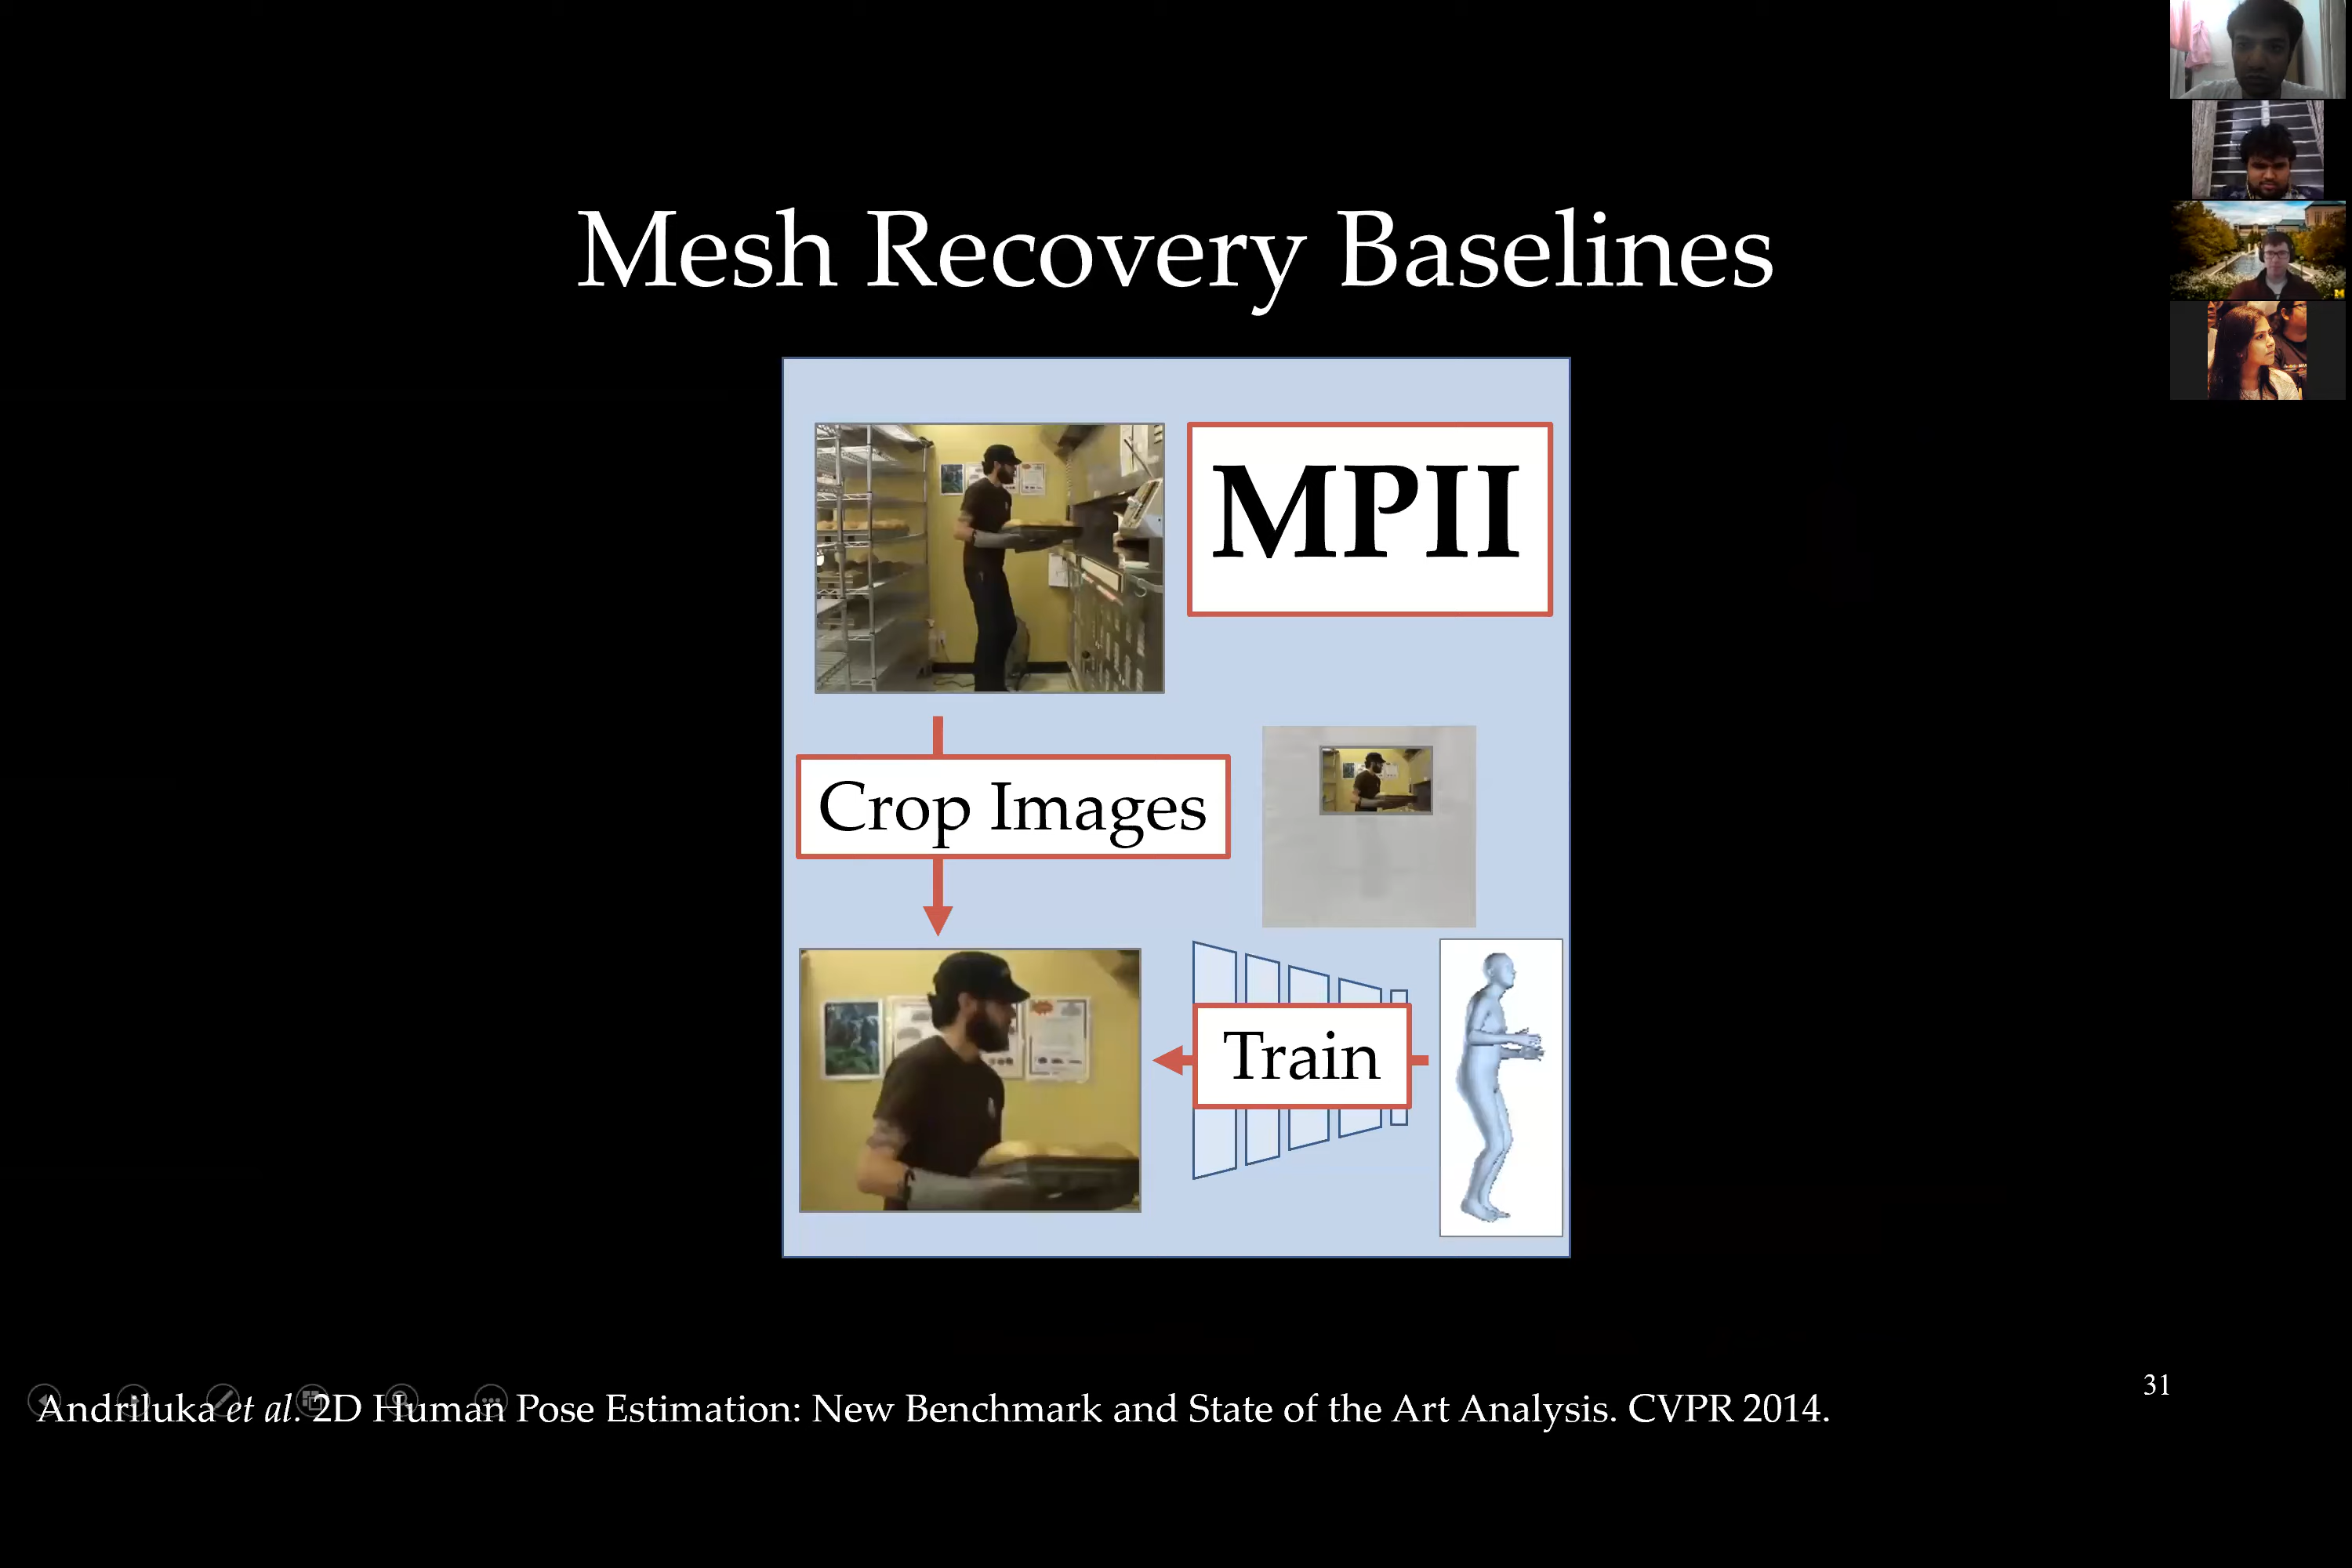 Mesh Recovery Baselines
MPII
Crop Images
Train
31
Andriluka et al. 2D Human Pose Estimation: New Benchmark and State of the Art Analysis. CVPR 2014.